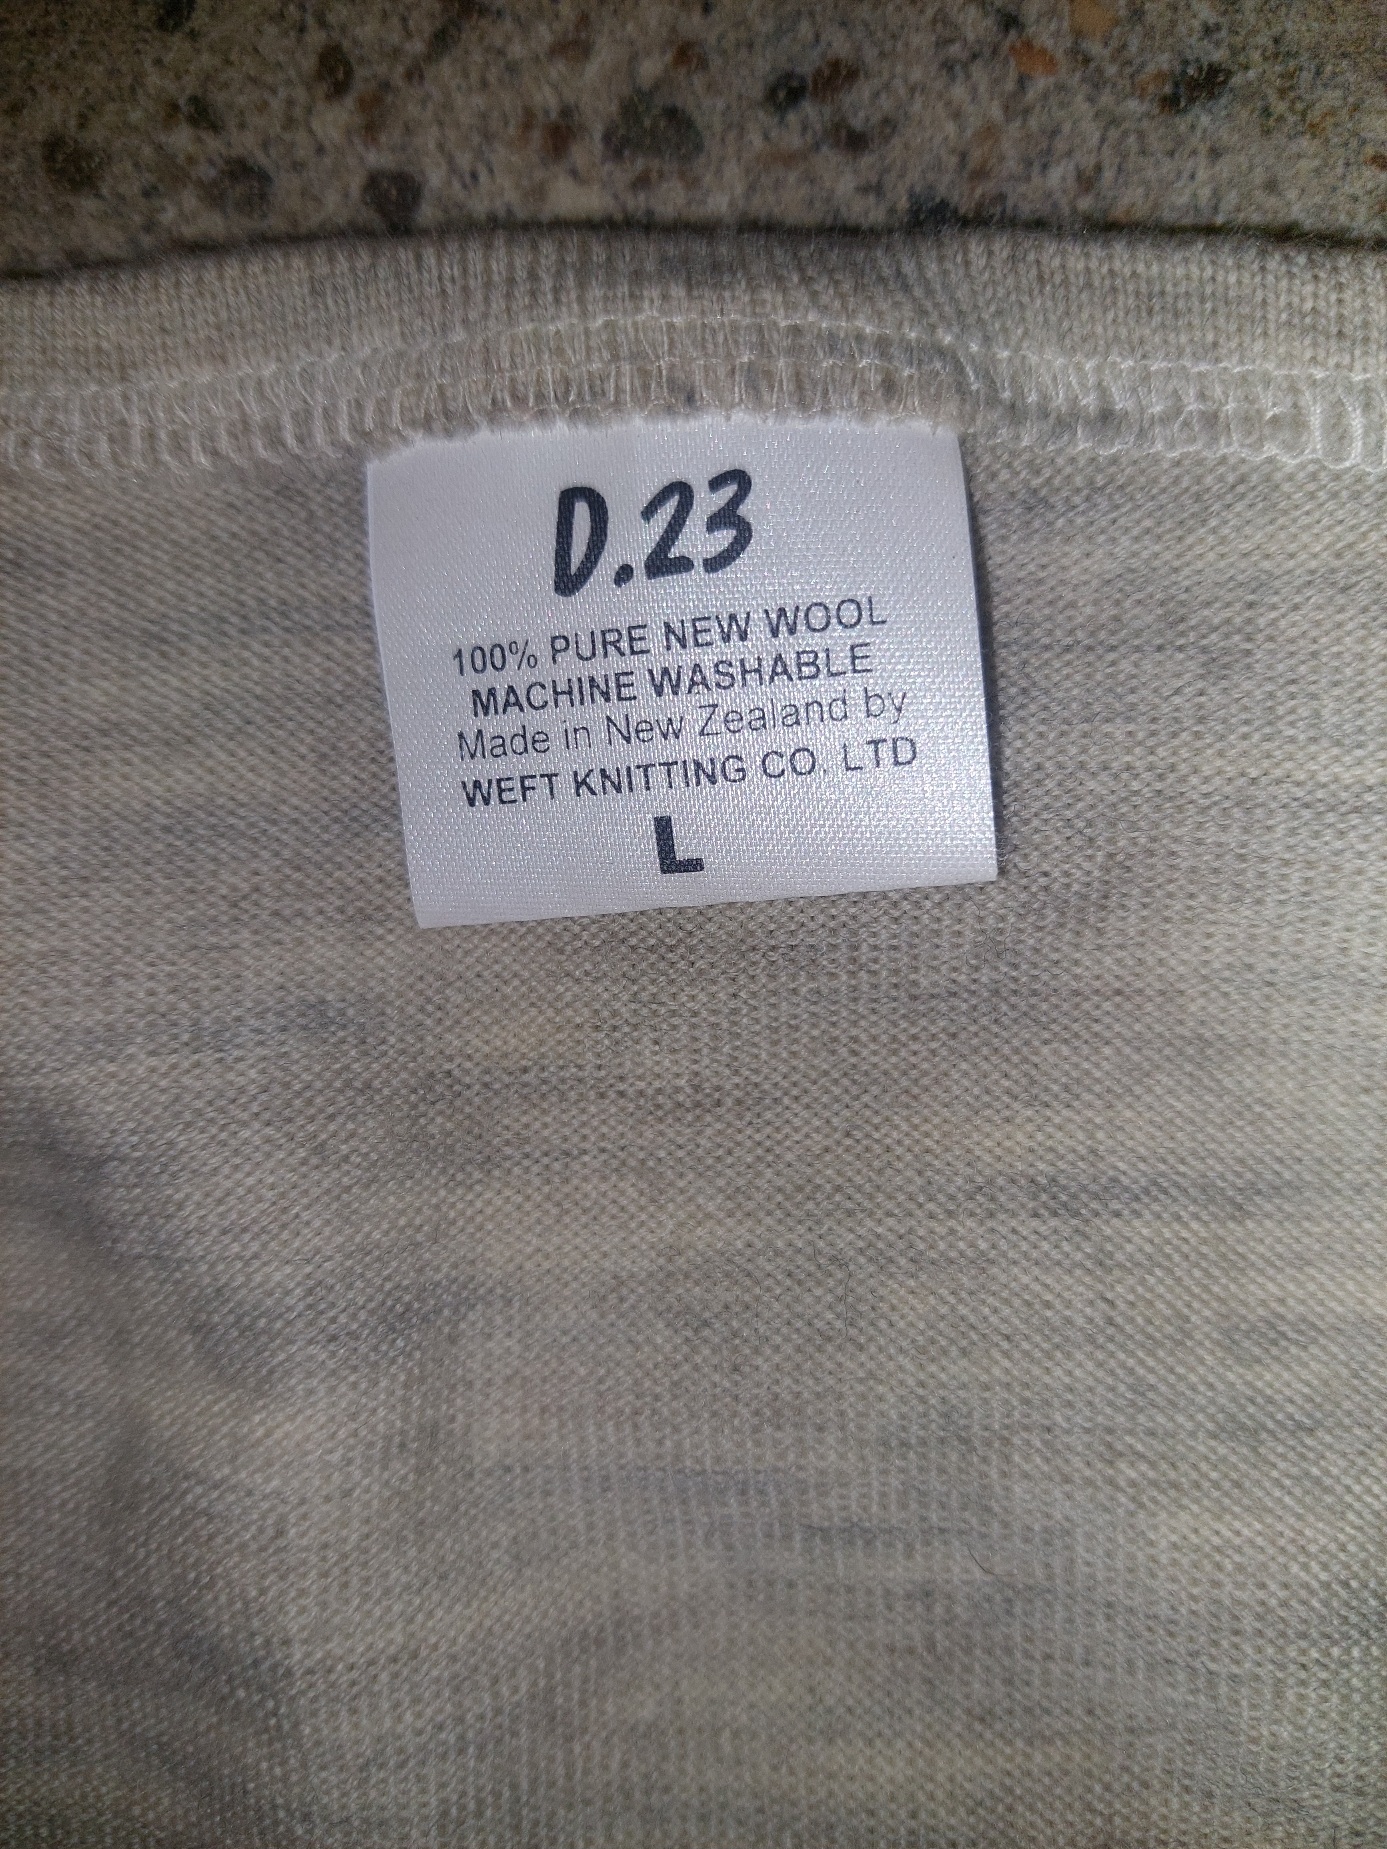 D.23
100% PURE NEW WOOL
MACHINE WASHABLE
Made in New Zealand by
WEFT KNITTING CO. LTD
L